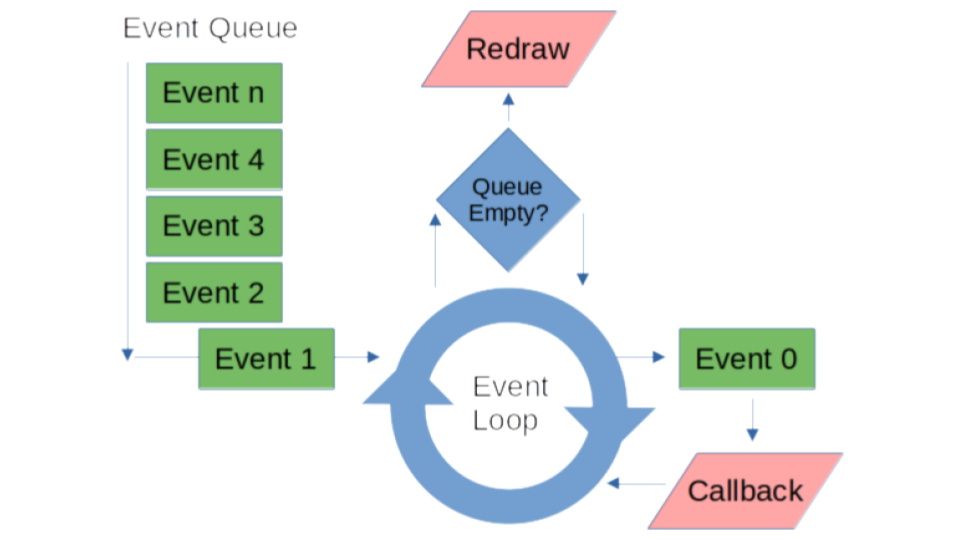 Event Queue
Event n
Event 4
Event 3
Event 2
Event 1
Redraw
Queue
Empty?
Event
Loop
Event 0
Callback